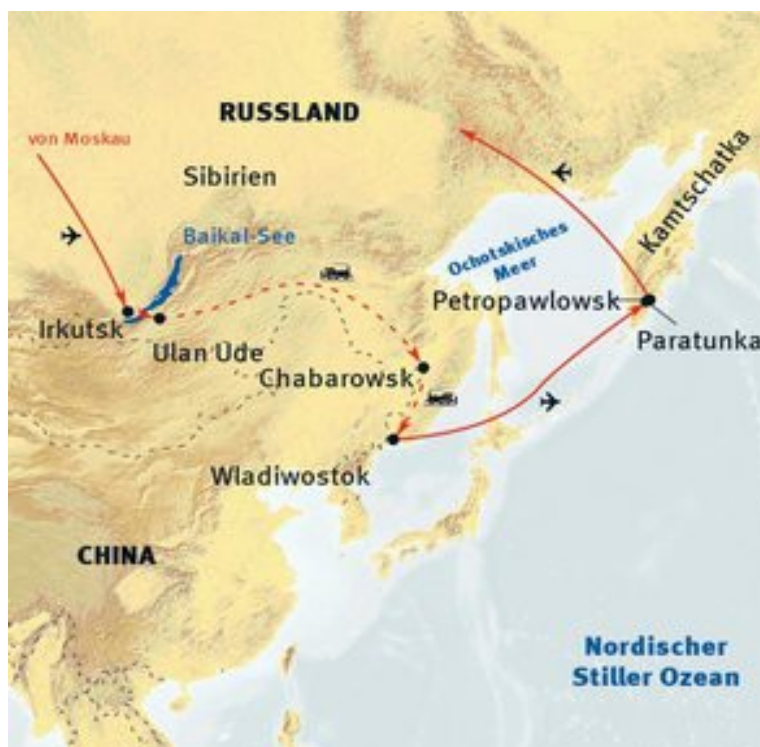 RUSSLAND
von Moskau
Sibirien
Kamtschatka
Baikal-See
Ochotskisches
Meer
Petropawlowsk
Irkutsk
Paratunka
Ulan Ude
Chabarowsk
Wladiwostok
CHINA
Nordischer
Stiller Ozean